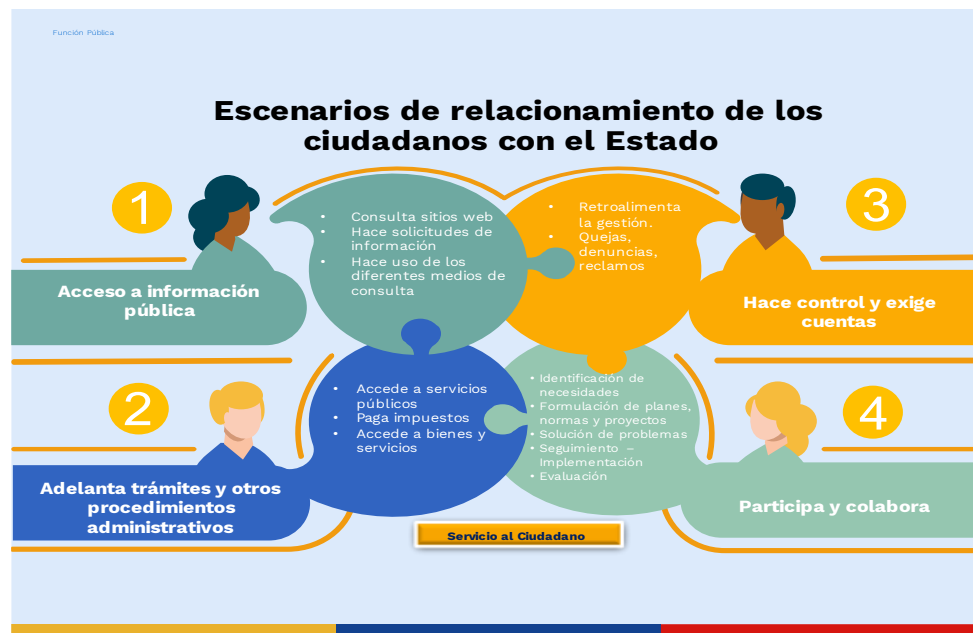 Función Pública
Escenarios de relacionamiento de los
ciudadanos con el Estado
1
Acceso a información
pública
• Consulta sitios web
• Hace solicitudes de
información
• Hace uso de los
diferentes medios de
consulta
2
Adelanta trámites y otros
procedimientos
administrativos
• Accede a servicios
públicos
• Paga impuestos
• Accede a bienes y
servicios
3
Hace control y exige
cuentas
• Retroalimenta
la gestión.
• Quejas,
denuncias,
reclamos
4
Participa y colabora
• Identificación de
necesidades
• Formulación de planes,
normas y proyectos
• Solución de problemas
• Seguimiento –
Implementación
• Evaluación
Servicio al Ciudadano